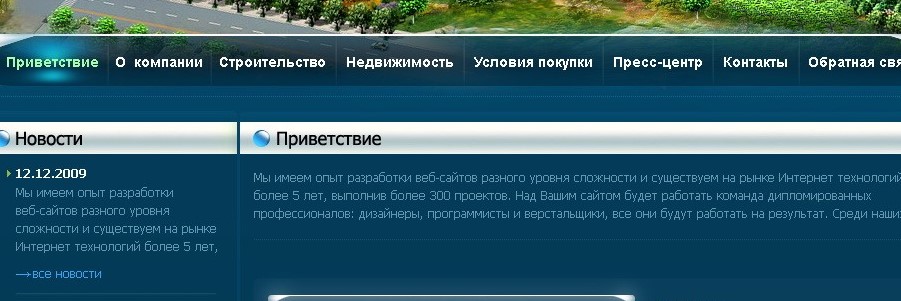 Приветствие О компании Строительство Недвижимость Условия покупки Пресс-центр Контакты Обратная
Новости
12.12.2009
Мы имеем опыт разработки
веб-сайтов разного уровня
сложности и существуем на рынке
Интернет технологий более 5 лет,
все новости
Приветствие
Мы имеем опыт разработки веб-сайтов разного уровня сложности и существуем на рынке Интернет технологий
более 5 лет, выполнив более 300 проектов. Над Вашим сайтом будет работать команда дипломированных
профессионалов: дизайнеры, программисты и верстальщики, все они будут работать на результат. Среди